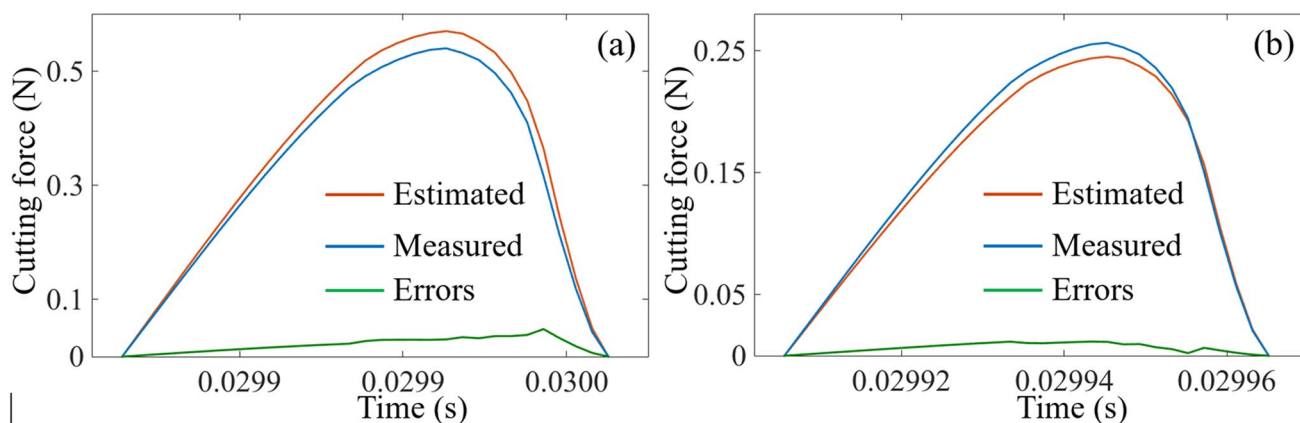 (a)
Cutting force (N)
0.5
0.3
0.1
0
Estimated
Measured
Errors
0.0299
0.0299
0.0300
Time (s)
(b)
Cutting force (N)
0.25
0.15
0.05
0
Estimated
Measured
Errors
0.02992
0.02994
0.02996
Time (s)